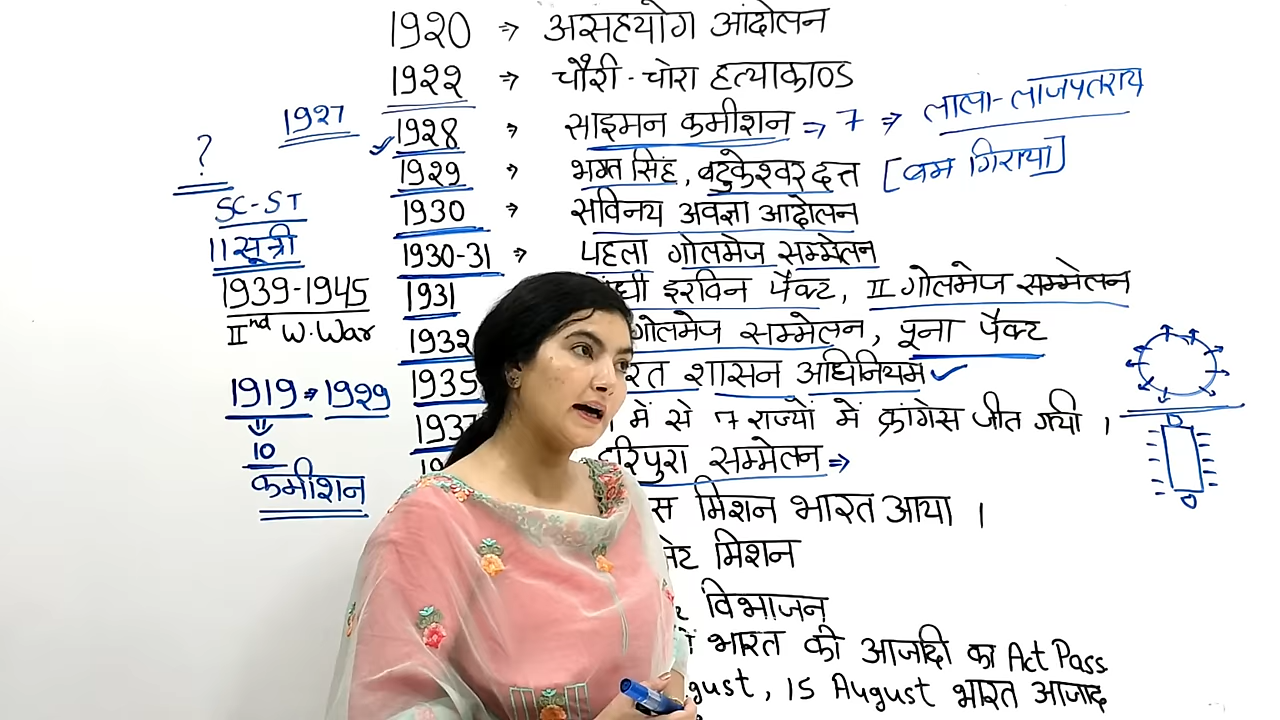 1920 → असहयोग आंदोलन
1922 → चौरी-चोरा हत्याकाण्ड
1927
1928 → साइमन कमीशन ⇒ 7 ⇒ लाला-लाजपतराय
?
1929 → भगत सिंह, बटुकेश्वर दत्त [बम गिराया]
SC-ST
1930 → सविनय अवज्ञा आंदोलन
11 सूत्री
1930-31 → पहला गोलमेज सम्मेलन
1939-1945
1931 इरविन पैक्ट, II गोलमेज सम्मेलन
IInd W. War
1932 गोलमेज सम्मेलन, पूना पैक्ट
1919 → 1929
1935 शासन अधिनियम
10
1937 में से 7 राज्यों में कांग्रेस जीत गयी ।
कमीशन
सम्मेलन ⇒
मिशन भारत आया ।
मिशन
विभाजन
भारत की आजादी का Act Pass
15 August भारत आजाद